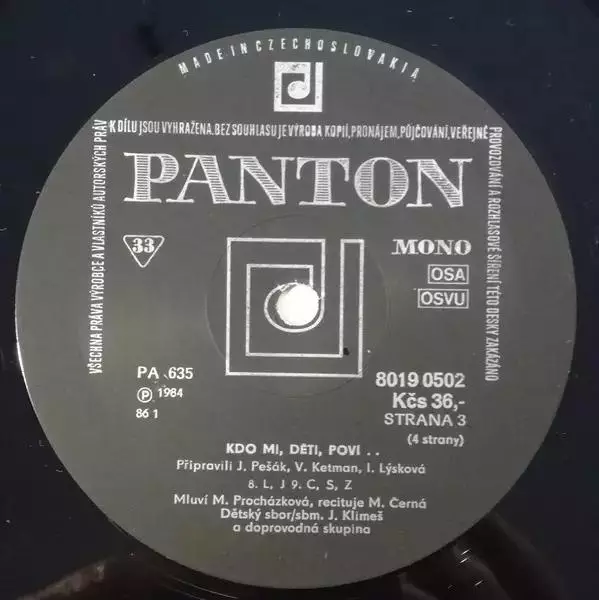 MADE IN CZECHOSLOVAKIA
VŠECHNA PRÁVA VÝROBCE A VLASTNÍKŮ AUTORSKÝCH PRÁV
K DÍLU JSOU VYHRAŽENA. BEZ SOUHLASU JE VÝROBA KOPIÍ, PRONÁJEM, PŮJČOVÁNÍ, VEŘEJNÉ
PROVOZOVÁNÍ A ROZHLASOVÉ ŠÍŘENÍ TÉTO DESKY ZAKÁZÁNO
PANTON
33
MONO
OSA
OSVU
PA 635
Ⓟ 1984
86 1
8019 0502
Kčs 36,-
STRANA 3
(4 strany)
KDO MI, DĚTI, POVÍ . .
Připravili J. Pešák, V. Ketman, I. Lýsková
8. L, J 9. C, S, Z
Mluví M. Procházková, recituje M. Černá
Dětský sbor/sbm. J. Klimeš
a doprovodná skupina